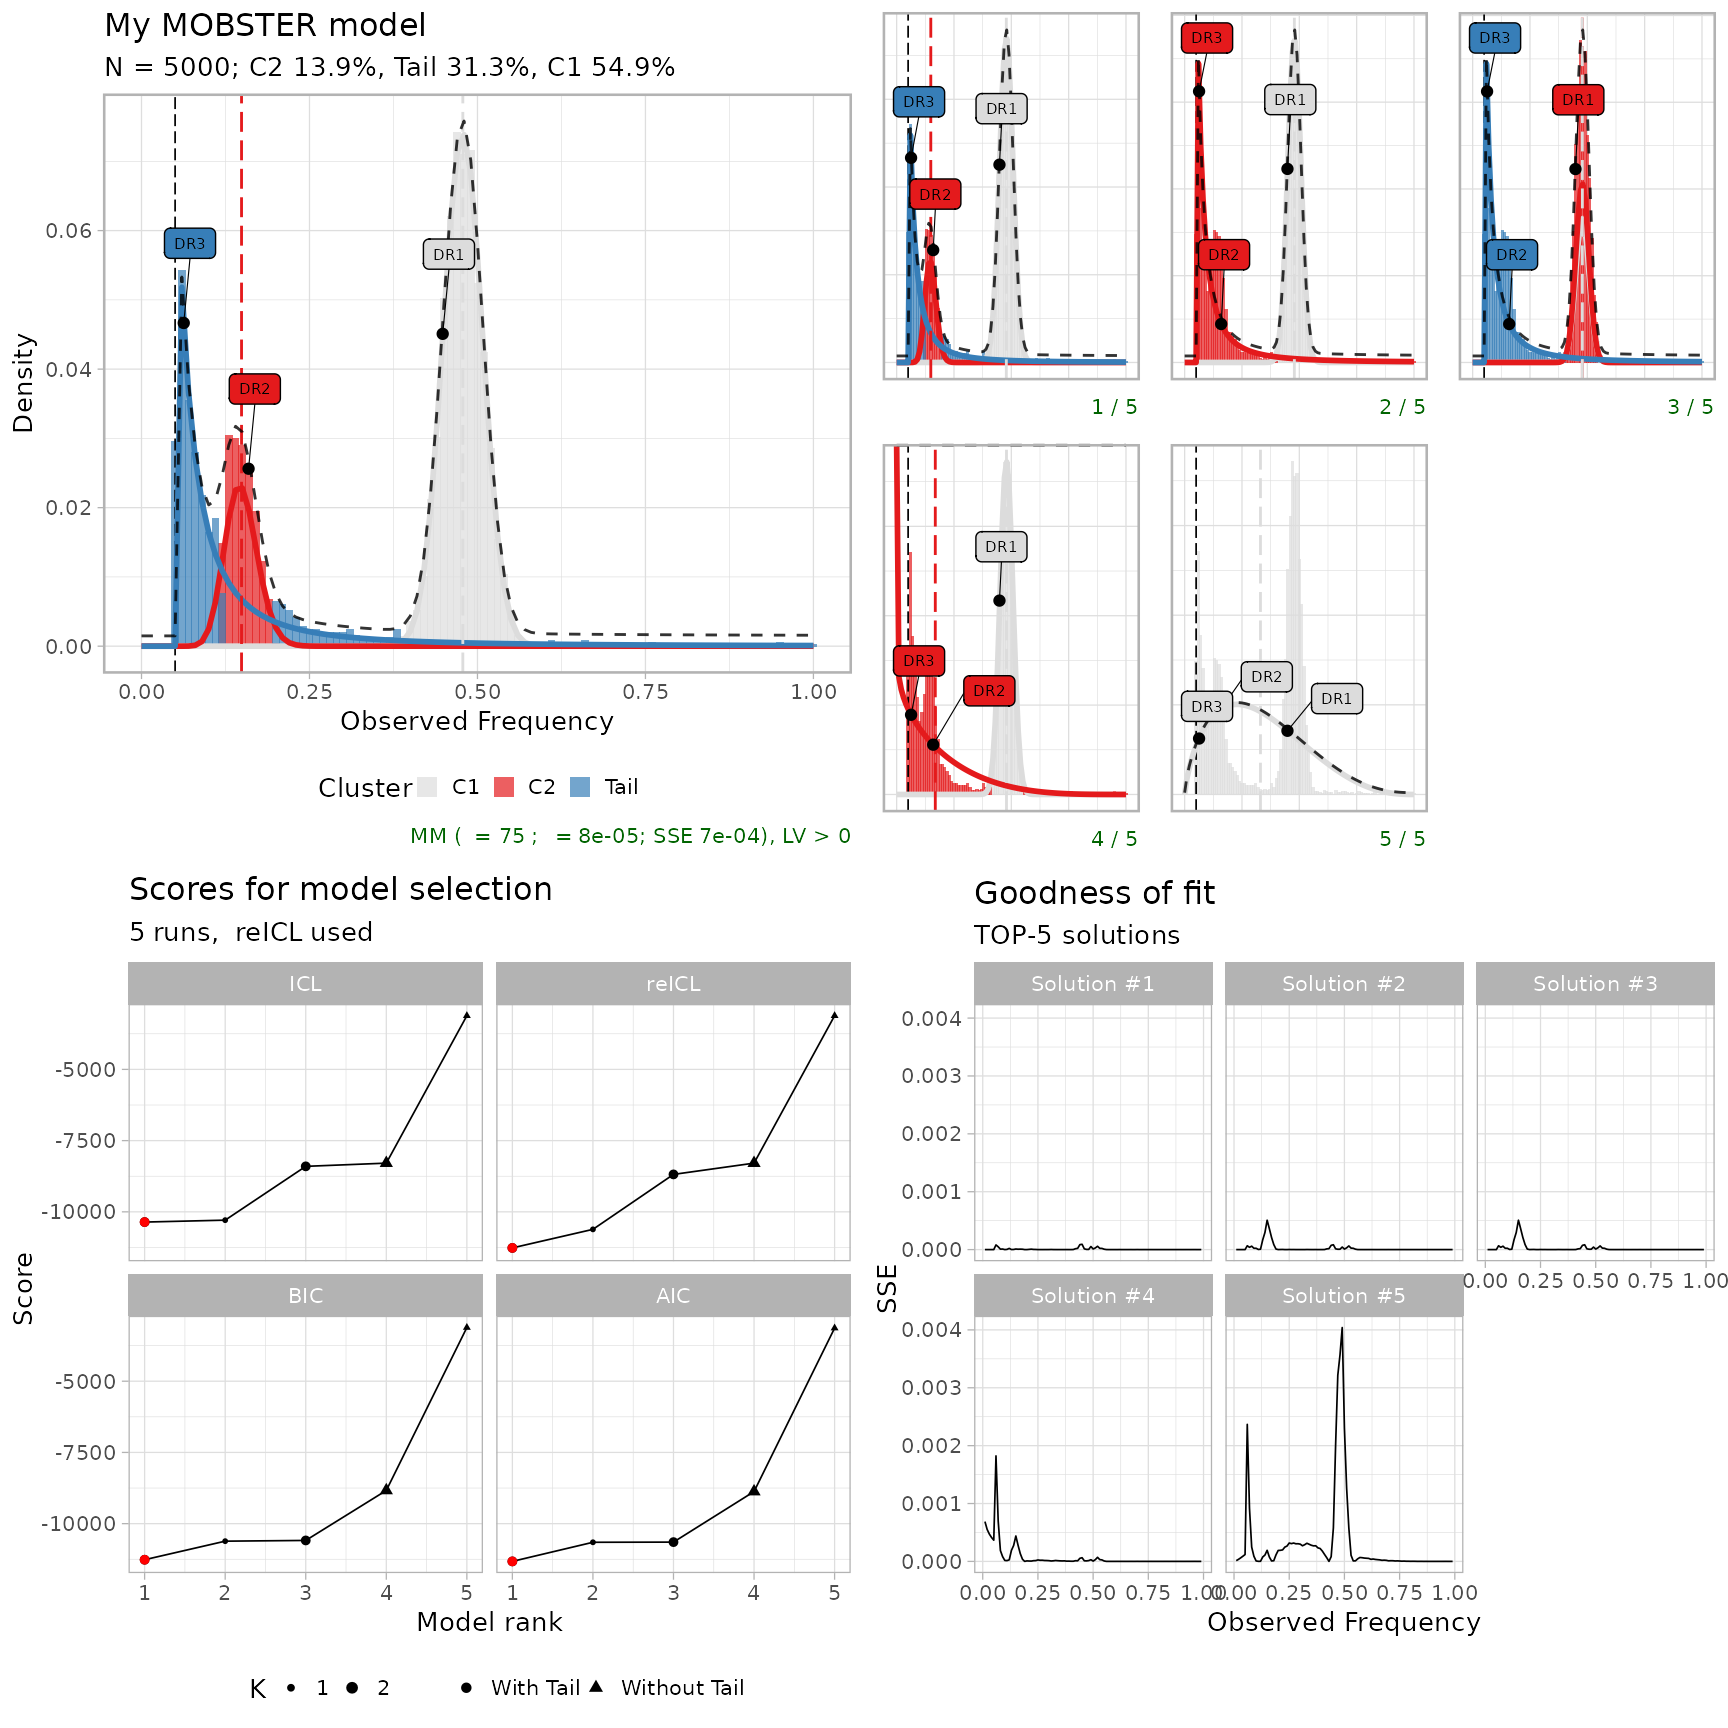 My MOBSTER model
N = 5000; C2 13.9%, Tail 31.3%, C1 54.9%
Density
0.06
0.04
0.02
0.00
DR3
DR2
DR1
0.00 0.25 0.50 0.75 1.00
Observed Frequency
Cluster C1 C2 Tail
MM ( = 75 ; = 8e-05; SSE 7e-04), LV > 0
DR3
DR1
DR2
1 / 5
DR3
DR1
DR2
2 / 5
DR3
DR1
DR2
3 / 5
DR1
DR3
DR2
4 / 5
DR2
DR1
DR3
5 / 5
Scores for model selection
5 runs, reICL used
ICL reICL
-5000
-7500
-10000
BIC AIC
-5000
-7500
-10000
Score
1 2 3 4 5 1 2 3 4 5
Model rank
K 1 2 With Tail Without Tail
Goodness of fit
TOP-5 solutions
Solution #1 Solution #2 Solution #3
0.004
0.003
0.002
0.001
0.000
0.00 0.25 0.50 0.75 1.00
SSE
Solution #4 Solution #5
0.004
0.003
0.002
0.001
0.000
0.00 0.25 0.50 0.75 1.00 0.00 0.25 0.50 0.75 1.00
Observed Frequency